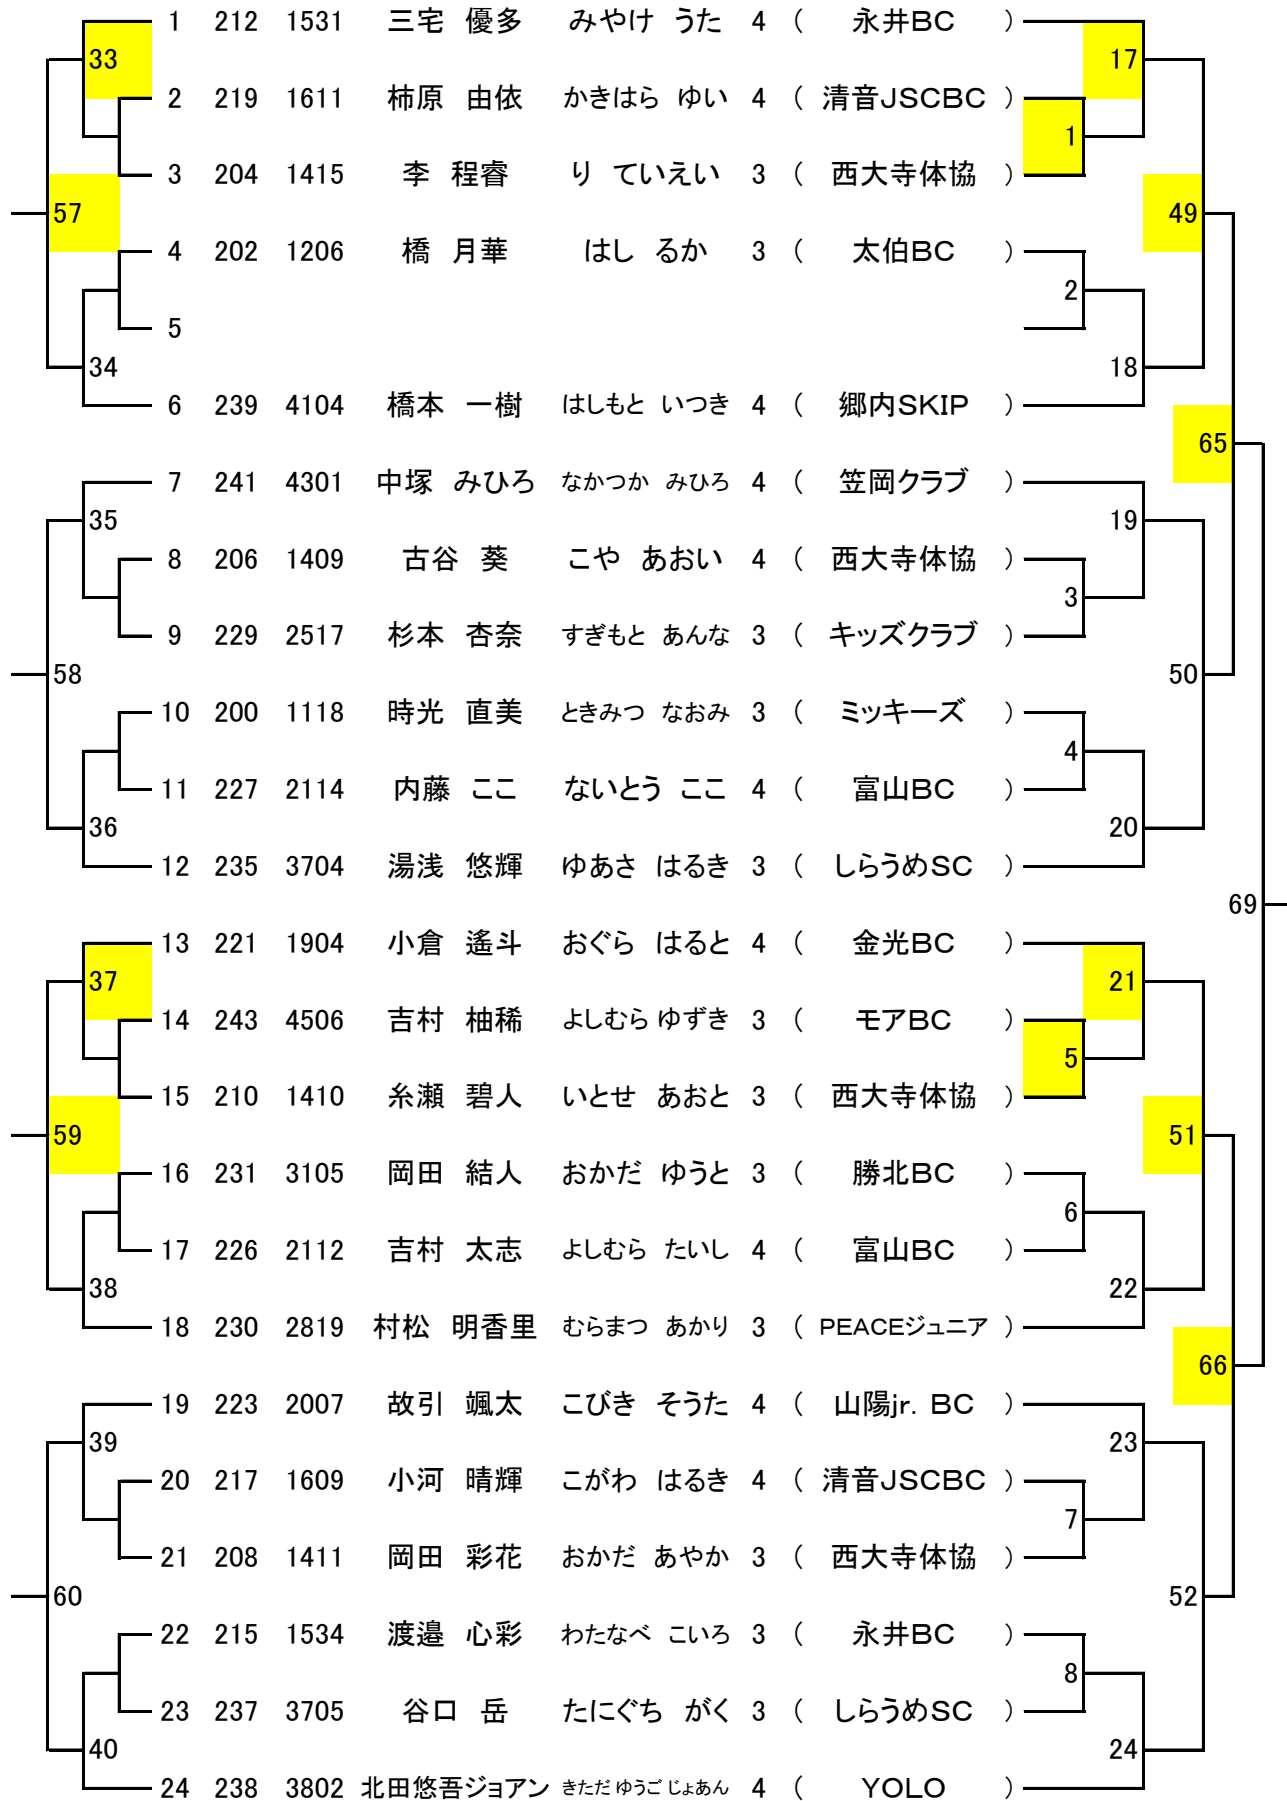 1 212 1531 三宅 優多 みやけ うた 4 ( 永井BC )
33 17
2 219 1611 柿原 由依 かきはら ゆい 4 ( 清音JSCBC )
1
3 204 1415 李 程睿 り ていえい 3 ( 西大寺体協 )
57 49
4 202 1206 橋 月華 はし るか 3 ( 太伯BC )
2
5
34 18
6 239 4104 橋本 一樹 はしもと いつき 4 ( 郷内SKIP )
65
7 241 4301 中塚 みひろ なかつか みひろ 4 ( 笠岡クラブ )
35 19
8 206 1409 古谷 葵 こや あおい 4 ( 西大寺体協 )
3
9 229 2517 杉本 杏奈 すぎもと あんな 3 ( キッズクラブ )
58 50
10 200 1118 時光 直美 ときみつ なおみ 3 ( ミッキーズ )
4
11 227 2114 内藤 ここ ないとう ここ 4 ( 富山BC )
36 20
12 235 3704 湯浅 悠輝 ゆあさ はるき 3 ( しらうめSC )
69
13 221 1904 小倉 遙斗 おぐら はると 4 ( 金光BC )
37 21
14 243 4506 吉村 柚稀 よしむら ゆずき 3 ( モアBC )
5
15 210 1410 糸瀬 碧人 いとせ あおと 3 ( 西大寺体協 )
59 51
16 231 3105 岡田 結人 おかだ ゆうと 3 ( 勝北BC )
6
17 226 2112 吉村 太志 よしむら たいし 4 ( 富山BC )
38 22
18 230 2819 村松 明香里 むらまつ あかり 3 ( PEACEジュニア )
66
19 223 2007 故引 颯太 こびき そうた 4 ( 山陽jr. BC )
39 23
20 217 1609 小河 晴輝 こがわ はるき 4 ( 清音JSCBC )
7
21 208 1411 岡田 彩花 おかだ あやか 3 ( 西大寺体協 )
60 52
22 215 1534 渡邉 心彩 わたなべ こいろ 3 ( 永井BC )
8
23 237 3705 谷口 岳 たにぐち がく 3 ( しらうめSC )
40 24
24 238 3802 北田悠吾ジョアン きただ ゆうご じょあん 4 ( YOLO )